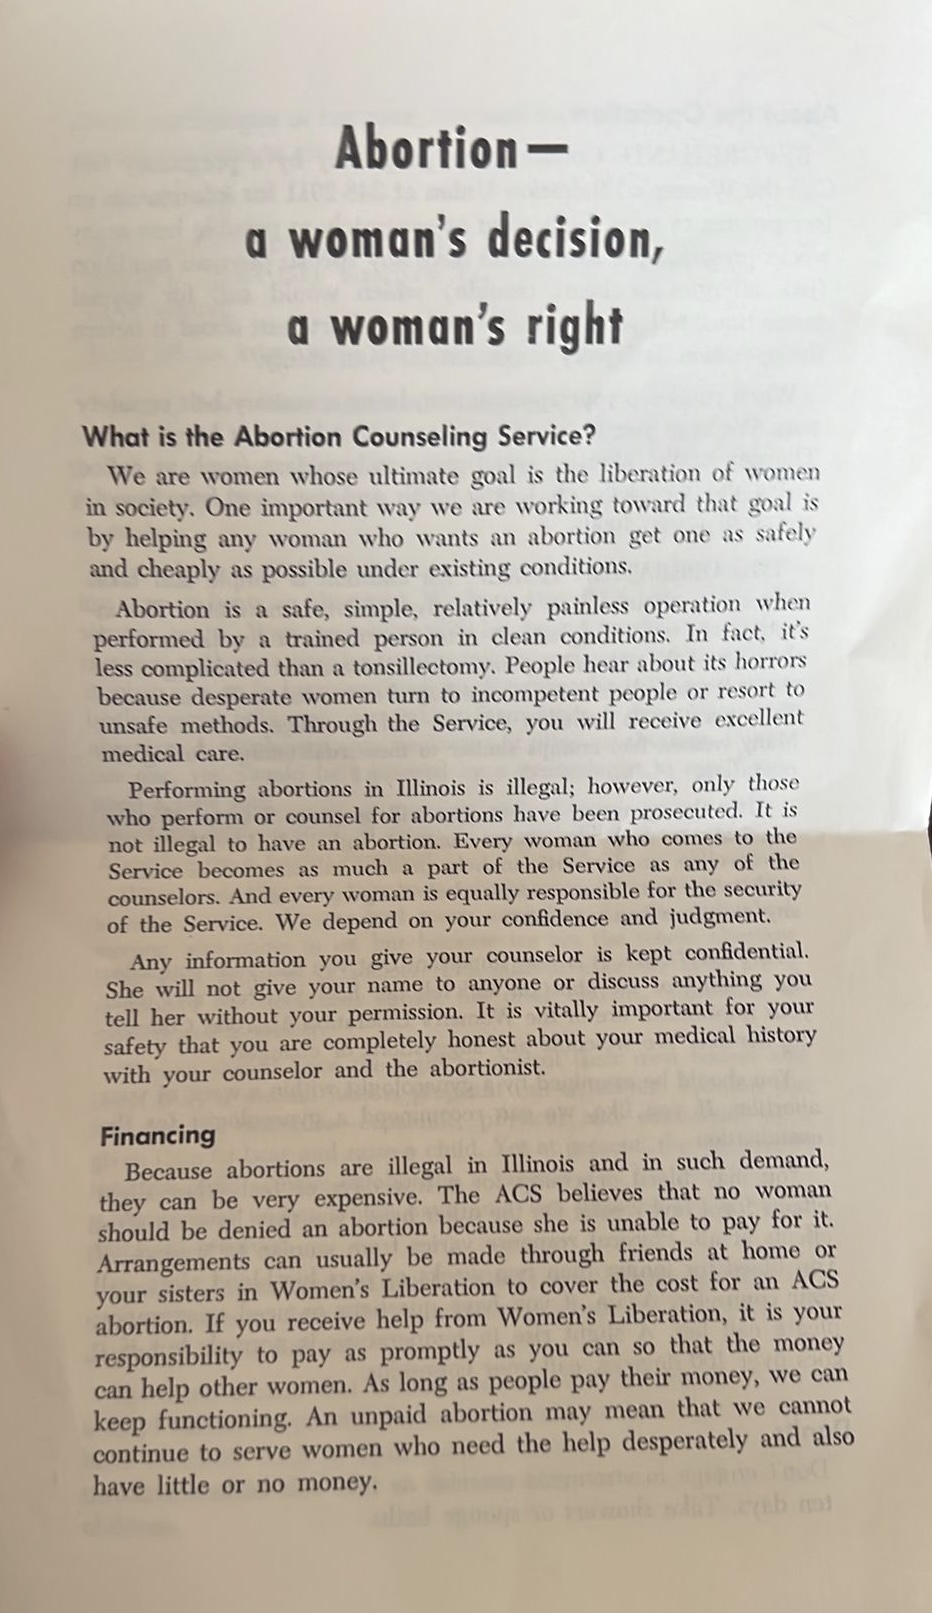 Abortion—
a woman's decision,
a woman's right
What is the Abortion Counseling Service?
We are women whose ultimate goal is the liberation of women
in society. One important way we are working toward that goal is
by helping any woman who wants an abortion get one as safely
and cheaply as possible under existing conditions.
Abortion is a safe, simple, relatively painless operation when
performed by a trained person in clean conditions. In fact, it's
less complicated than a tonsillectomy. People hear about its horrors
because desperate women turn to incompetent people or resort to
unsafe methods. Through the Service, you will receive excellent
medical care.
Performing abortions in Illinois is illegal; however, only those
who perform or counsel for abortions have been prosecuted. It is
not illegal to have an abortion. Every woman who comes to the
Service becomes as much a part of the Service as any of the
counselors. And every woman is equally responsible for the security
of the Service. We depend on your confidence and judgment.
Any information you give your counselor is kept confidential.
She will not give your name to anyone or discuss anything you
tell her without your permission. It is vitally important for your
safety that you are completely honest about your medical history
with your counselor and the abortionist.
Financing
Because abortions are illegal in Illinois and in such demand,
they can be very expensive. The ACS believes that no woman
should be denied an abortion because she is unable to pay for it.
Arrangements can usually be made through friends at home or
your sisters in Women's Liberation to cover the cost for an ACS
abortion. If you receive help from Women's Liberation, it is your
responsibility to pay as promptly as you can so that the money
can help other women. As long as people pay their money, we can
keep functioning. An unpaid abortion may mean that we cannot
continue to serve women who need the help desperately and also
have little or no money.